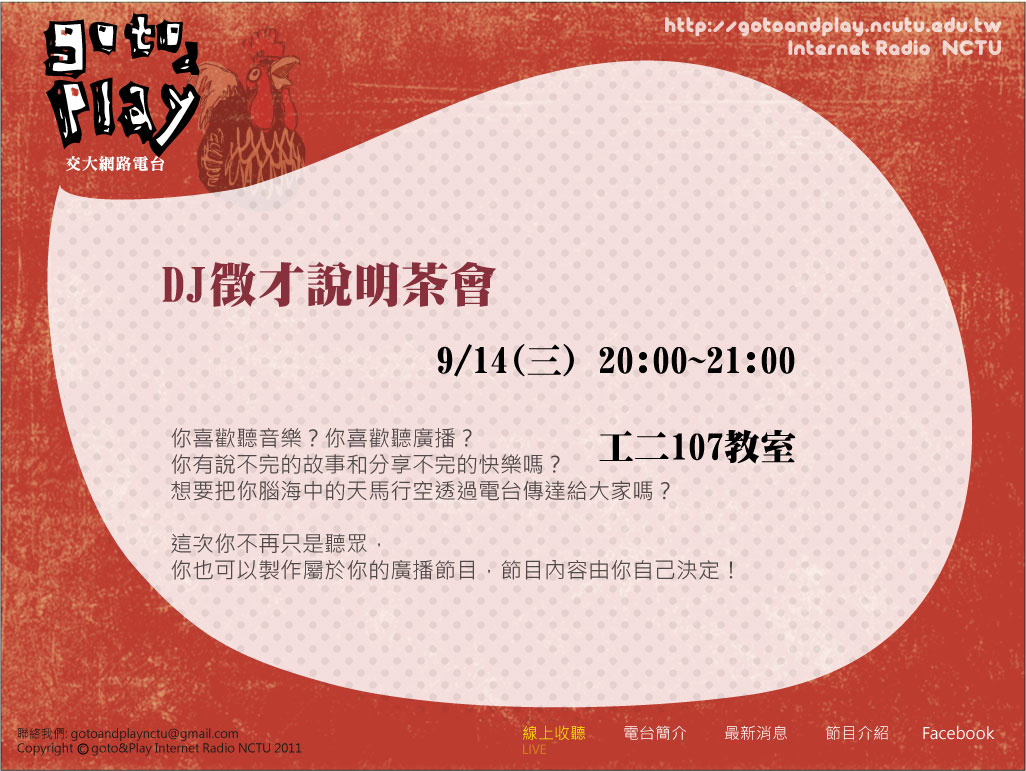 goto&
play
交大網路電台
http://gotoandplay.ncutu.edu.tw
Internet Radio NCTU
DJ徵才說明茶會
9/14(三) 20:00~21:00
工二107教室
你喜歡聽音樂？你喜歡聽廣播？
你有說不完的故事和分享不完的快樂嗎？
想要把你腦海中的天馬行空透過電台傳達給大家嗎？
這次你不再只是聽眾，
你也可以製作屬於你的廣播節目，節目內容由你自己決定！
聯絡我們: gotoandplaynctu@gmail.com
Copyright © goto&Play Internet Radio NCTU 2011
線上收聽 電台簡介 最新消息 節目介紹 Facebook
LIVE